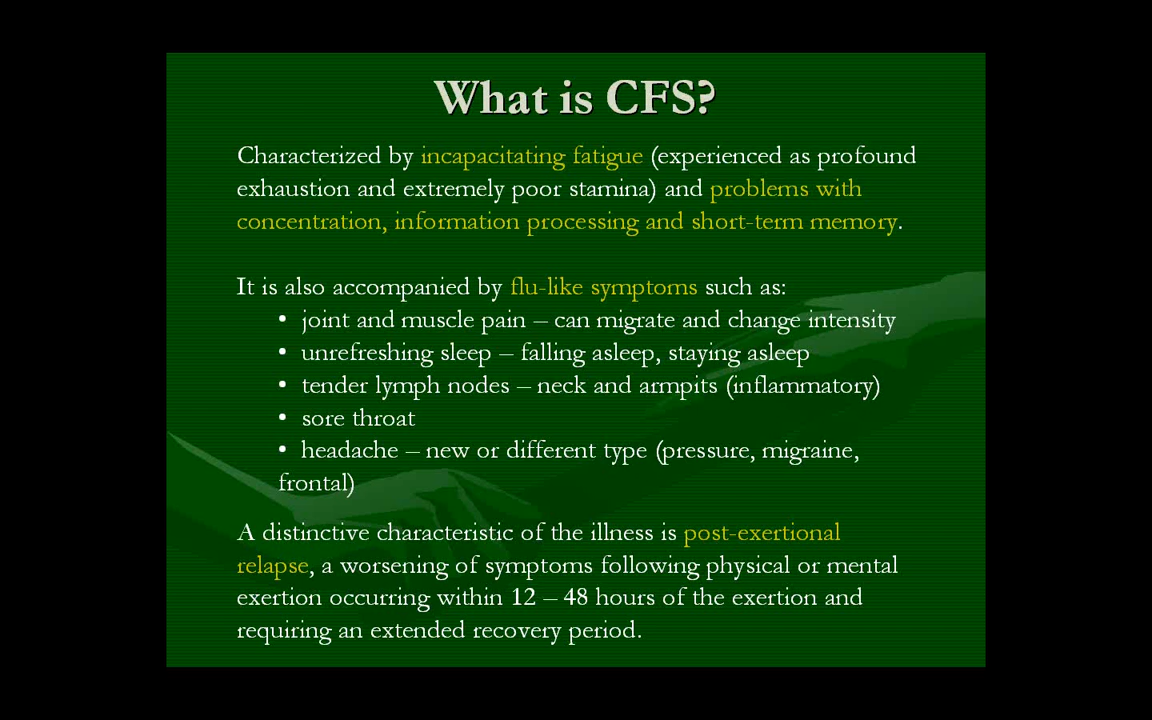 What is CFS?
Characterized by incapacitating fatigue (experienced as profound
exhaustion and extremely poor stamina) and problems with
concentration, information processing and short-term memory.
It is also accompanied by flu-like symptoms such as:
• joint and muscle pain – can migrate and change intensity
• unrefreshing sleep – falling asleep, staying asleep
• tender lymph nodes – neck and armpits (inflammatory)
• sore throat
• headache – new or different type (pressure, migraine,
frontal)
A distinctive characteristic of the illness is post-exertional
relapse, a worsening of symptoms following physical or mental
exertion occurring within 12 – 48 hours of the exertion and
requiring an extended recovery period.